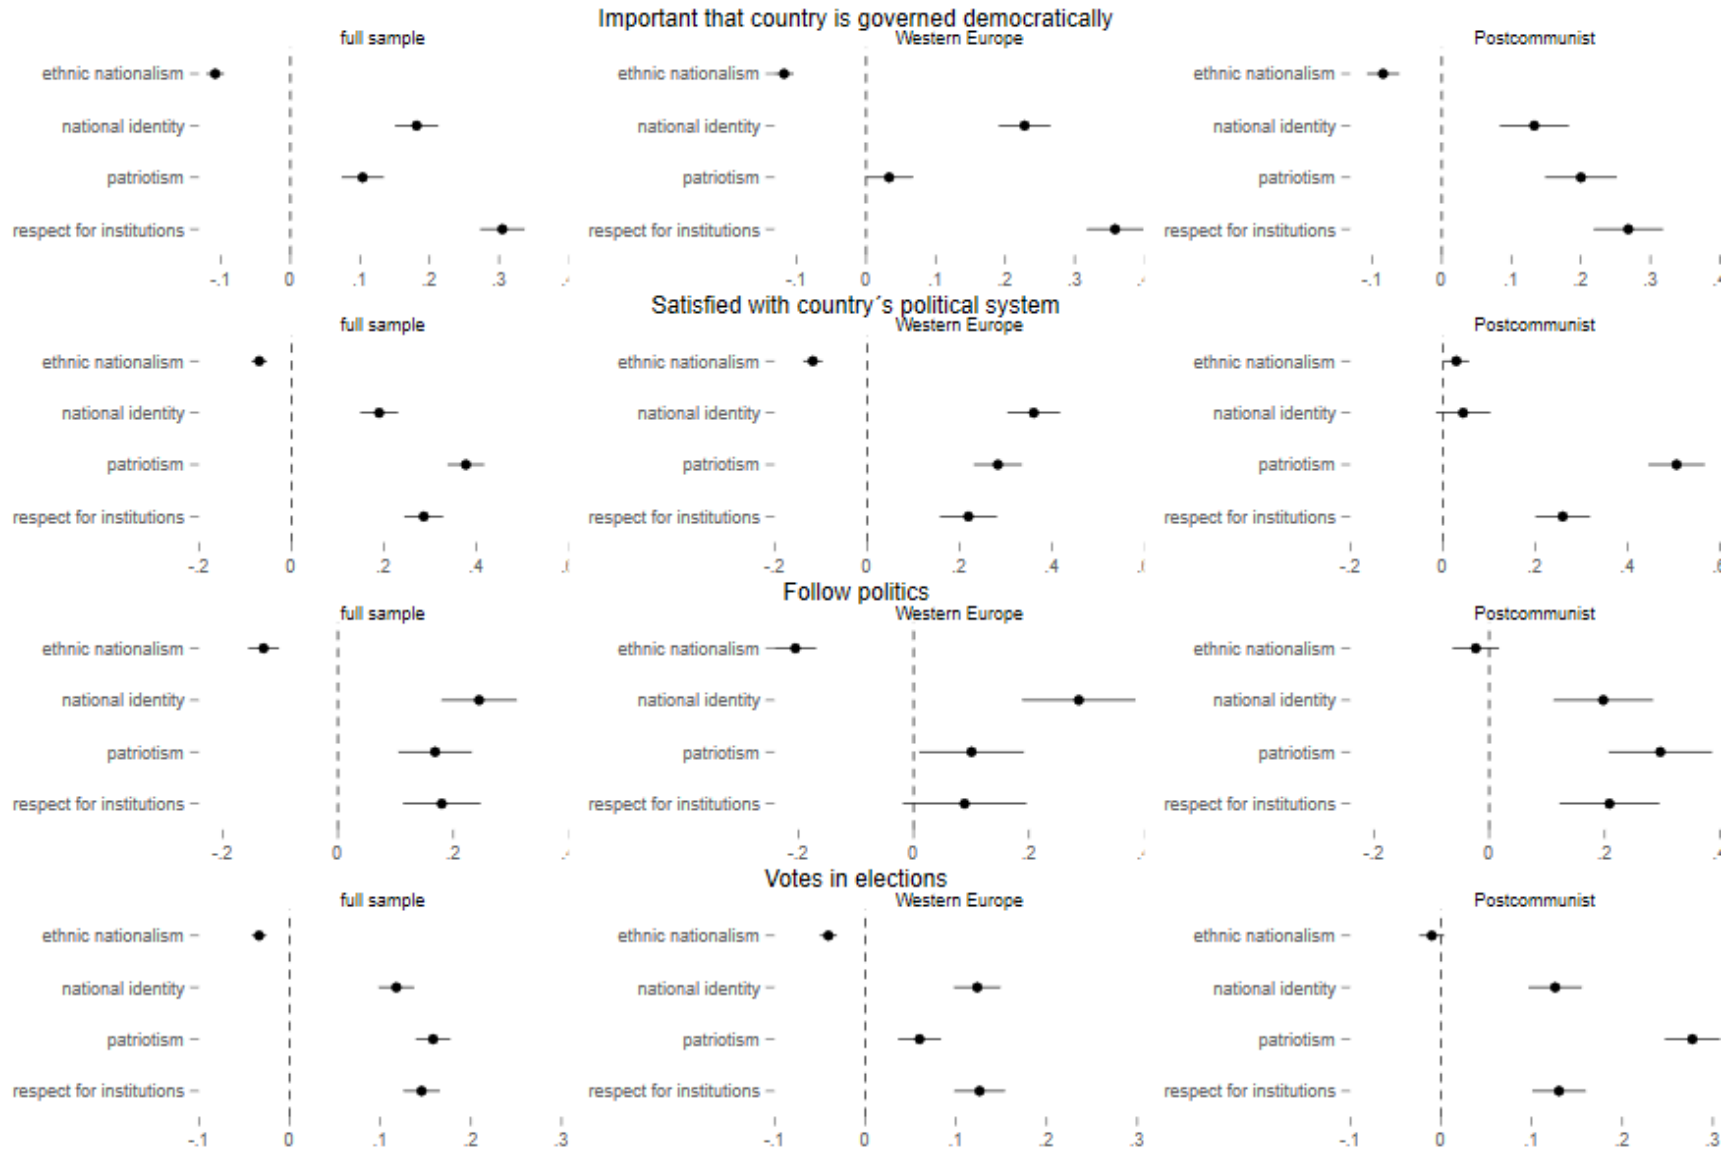 Important that country is governed democratically
full sample Western Europe Postcommunist
ethnic nationalism ethnic nationalism ethnic nationalism
national identity national identity national identity
patriotism patriotism patriotism
respect for institutions respect for institutions respect for institutions
-.1 0 .1 .2 .3 -.1 0 .1 .2 .3 -.1 0 .1 .2 .3
Satisfied with country´s political system
full sample Western Europe Postcommunist
ethnic nationalism ethnic nationalism ethnic nationalism
national identity national identity national identity
patriotism patriotism patriotism
respect for institutions respect for institutions respect for institutions
-.2 0 .2 .4 -.2 0 .2 .4 -.2 0 .2 .4 .6
Follow politics
full sample Western Europe Postcommunist
ethnic nationalism ethnic nationalism ethnic nationalism
national identity national identity national identity
patriotism patriotism patriotism
respect for institutions respect for institutions respect for institutions
-.2 0 .2 -.2 0 .2 -.2 0 .2 .4
Votes in elections
full sample Western Europe Postcommunist
ethnic nationalism ethnic nationalism ethnic nationalism
national identity national identity national identity
patriotism patriotism patriotism
respect for institutions respect for institutions respect for institutions
-.1 0 .1 .2 .3 -.1 0 .1 .2 .3 -.1 0 .1 .2 .3